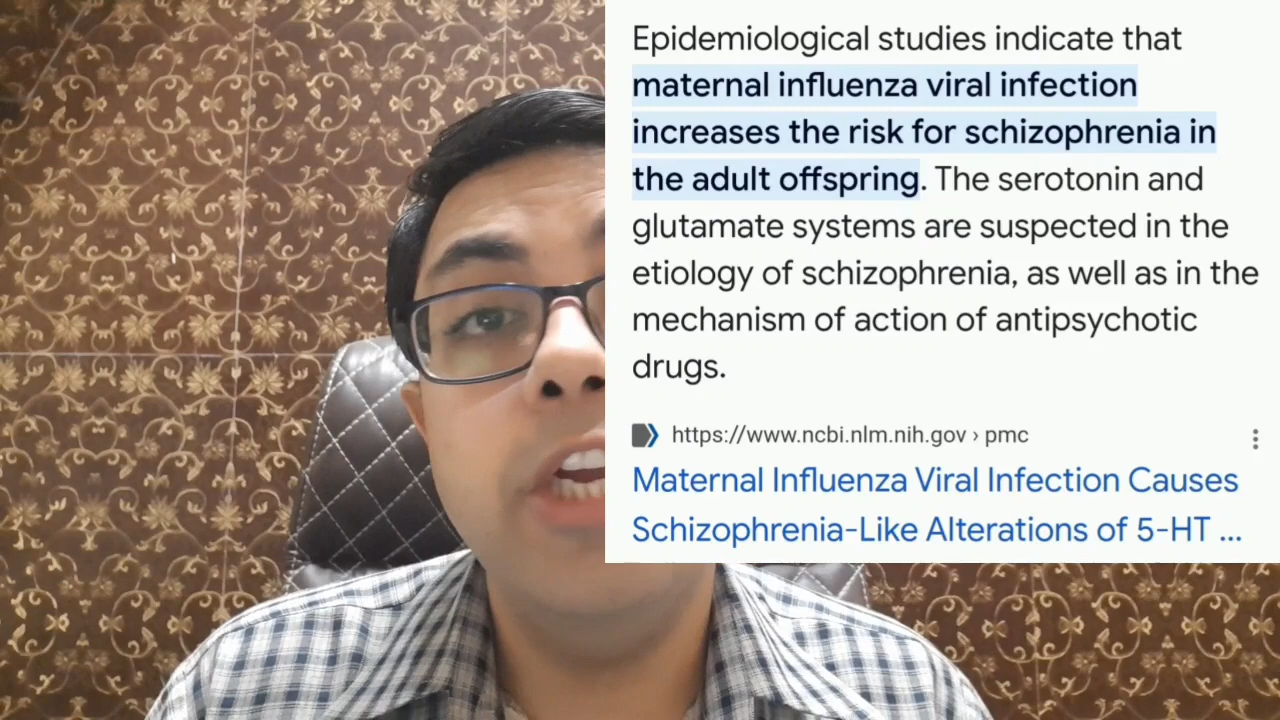 Epidemiological studies indicate that
maternal influenza viral infection
increases the risk for schizophrenia in
the adult offspring. The serotonin and
glutamate systems are suspected in the
etiology of schizophrenia, as well as in the
mechanism of action of antipsychotic
drugs.
https://www.ncbi.nlm.nih.gov › pmc
Maternal Influenza Viral Infection Causes
Schizophrenia-Like Alterations of 5-HT ...